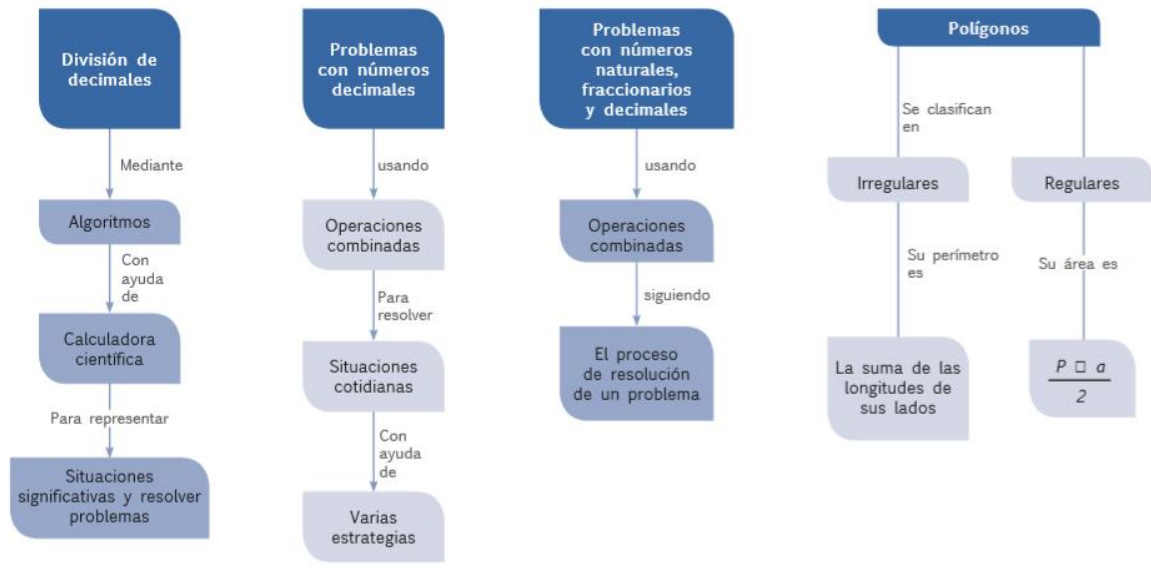 División de
decimales
Mediante
Algoritmos
Con
ayuda
de
Calculadora
científica
Para representar
Situaciones
significativas y resolver
problemas
Problemas
con números
decimales
usando
Operaciones
combinadas
Para
resolver
Situaciones
cotidianas
Con
ayuda
de
Varias
estrategias
Problemas
con números
naturales,
fraccionarios
y decimales
usando
Operaciones
combinadas
siguiendo
El proceso
de resolución
de un problema
Polígonos
Se clasifican
en
Irregulares
Su perímetro
es
La suma de las
longitudes de
sus lados
Regulares
Su área es
P □ a
2